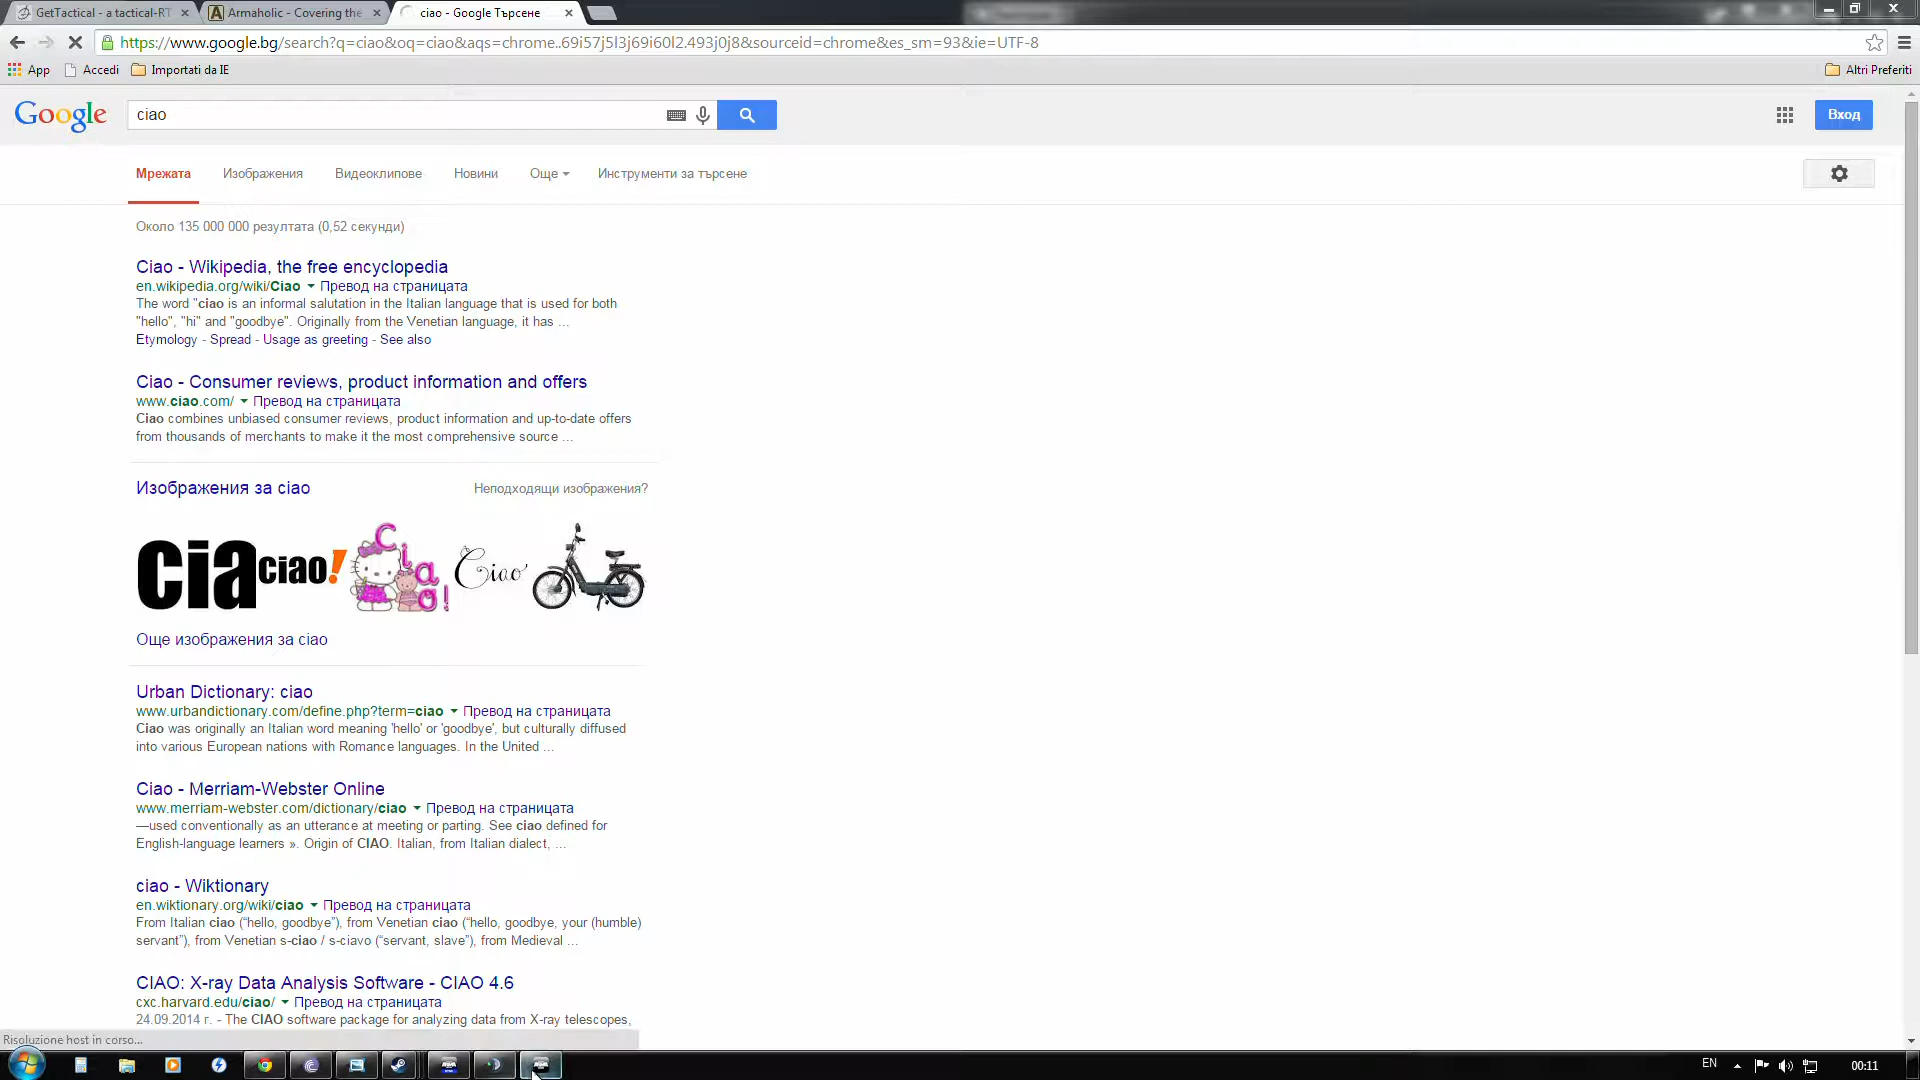 GetTactical - a tactical-RT
Armaholic - Covering the
ciao - Google Търсене
https://www.google.bg/search?q=ciao&oq=ciao&aqs=chrome..69i57j5l3j69i60l2.493j0j8&sourceid=chrome&es_sm=93&ie=UTF-8
App Accedi Importati da IE Altri Preferiti
Google ciao Вход
Мрежата Изображения Видеоклипове Новини Още Инструменти за търсене
Около 135 000 000 резултата (0,52 секунди)
Ciao - Wikipedia, the free encyclopedia
en.wikipedia.org/wiki/Ciao Превод на страницата
The word "ciao is an informal salutation in the Italian language that is used for both
"hello", "hi" and "goodbye". Originally from the Venetian language, it has ...
Etymology - Spread - Usage as greeting - See also
Ciao - Consumer reviews, product information and offers
www.ciao.com/ Превод на страницата
Ciao combines unbiased consumer reviews, product information and up-to-date offers
from thousands of merchants to make it the most comprehensive source ...
Изображения за ciao Неподходящи изображения?
cia ciao! Ciao! Ciao
Още изображения за ciao
Urban Dictionary: ciao
www.urbandictionary.com/define.php?term=ciao Превод на страницата
Ciao was originally an Italian word meaning 'hello' or 'goodbye', but culturally diffused
into various European nations with Romance languages. In the United ...
Ciao - Merriam-Webster Online
www.merriam-webster.com/dictionary/ciao Превод на страницата
—used conventionally as an utterance at meeting or parting. See ciao defined for
English-language learners ». Origin of CIAO. Italian, from Italian dialect, ...
ciao - Wiktionary
en.wiktionary.org/wiki/ciao Превод на страницата
From Italian ciao (“hello, goodbye”), from Venetian ciao (“hello, goodbye, your (humble)
servant”), from Venetian s-ciao / s-ciavo (“servant, slave”), from Medieval ...
CIAO: X-ray Data Analysis Software - CIAO 4.6
cxc.harvard.edu/ciao/ Превод на страницата
24.09.2014 г. - The CIAO software package for analyzing data from X-ray telescopes,
Risoluzione host in corso...
EN 00:11